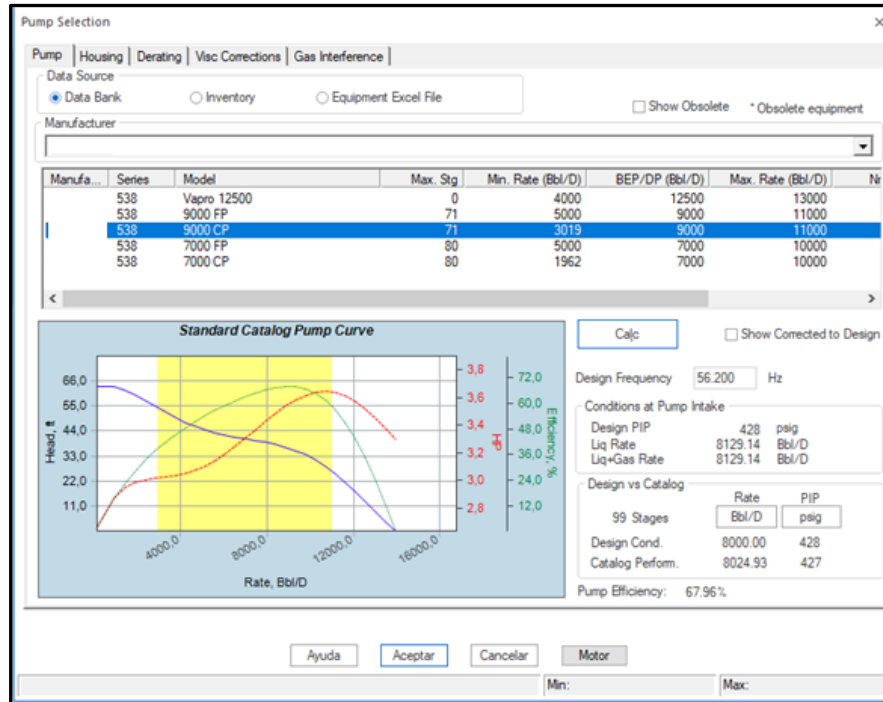 Pump Selection ×
Pump Housing Derating Visc Corrections Gas Interference
Data Source
Data Bank Inventory Equipment Excel File
Show Obsolete * Obsolete equipment
Manufacturer
Manufa... Series Model Max. Stg Min. Rate (Bbl/D) BEP/DP (Bbl/D) Max. Rate (Bbl/D)
538 Vapro 12500 0 4000 12500 13000
538 9000 FP 71 5000 9000 11000
538 9000 CP 71 3019 9000 11000
538 7000 FP 80 5000 7000 10000
538 7000 CP 80 1962 7000 10000
Standard Catalog Pump Curve
Head, ft
66,0
55,0
44,0
33,0
22,0
11,0
4000,0 8000,0 12000,0 16000,0
Rate, Bbl/D
3,8
3,6
3,4
3,2
3,0
2,8
HP
72,0
60,0
48,0
36,0
24,0
12,0
Efficiency, %
Calc Show Corrected to Design
Design Frequency 56.200 Hz
Conditions at Pump Intake
Design PIP 428 psig
Liq Rate 8129.14 Bbl/D
Liq+Gas Rate 8129.14 Bbl/D
Design vs Catalog
Rate PIP
99 Stages Bbl/D psig
Design Cond. 8000.00 428
Catalog Perform. 8024.93 427
Pump Efficiency: 67.96%
Ayuda Aceptar Cancelar Motor
Min: Max: